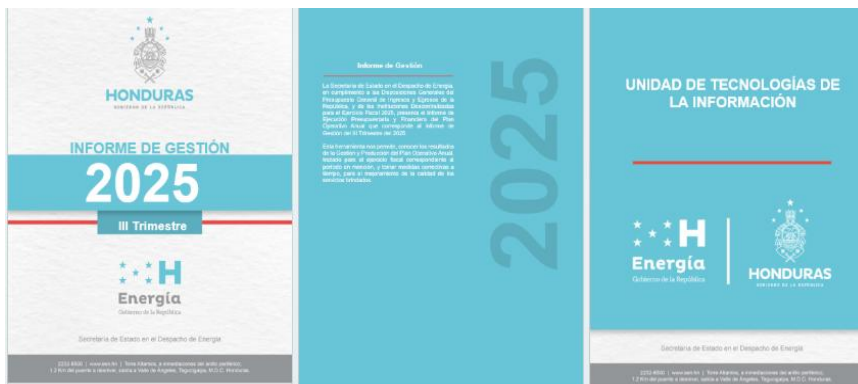 HONDURAS
GOBIERNO DE LA REPÚBLICA
INFORME DE GESTIÓN
2025
III Trimestre
H
Energía
Gobierno de la República
Secretaría de Estado en el Despacho de Energía
Informe de Gestión
La Secretaría de Estado en el Despacho de Energía,
en cumplimiento a las Disposiciones Generales del
Presupuesto General de Ingresos y Egresos de la
República, y de las Instituciones Descentralizadas
para el Ejercicio Fiscal 2025, presenta el Informe de
Ejecución Presupuestaria y Financiera del Plan
Operativo Anual que corresponde al Informe de
Gestión del III Trimestre del 2025.
Esta herramienta nos permite, conocer los resultados
de la Gestión y Producción del Plan Operativo Anual,
trazado para el ejercicio fiscal correspondiente al
período en mención, y tomar medidas correctivas a
tiempo, para el mejoramiento de la calidad de los
servicios brindados.
2025
UNIDAD DE TECNOLOGÍAS DE
LA INFORMACIÓN
H
Energía
Gobierno de la República
HONDURAS
GOBIERNO DE LA REPÚBLICA
Secretaría de Estado en el Despacho de Energía